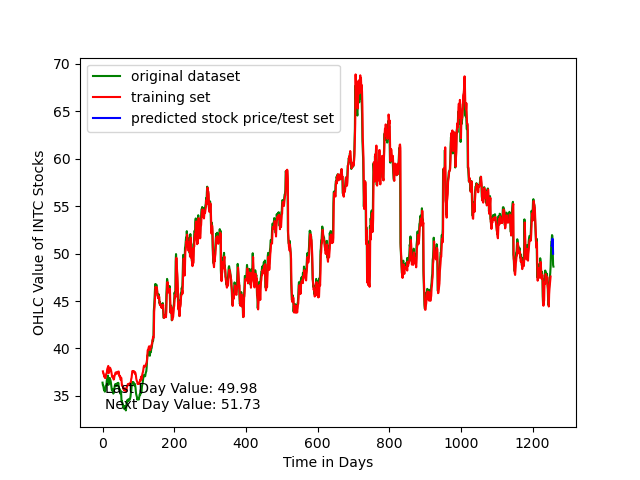 original dataset
training set
predicted stock price/test set
OHLC Value of INTC Stocks
70
65
60
55
50
45
40
35
Last Day Value: 49.98
Next Day Value: 51.73
0 200 400 600 800 1000 1200
Time in Days